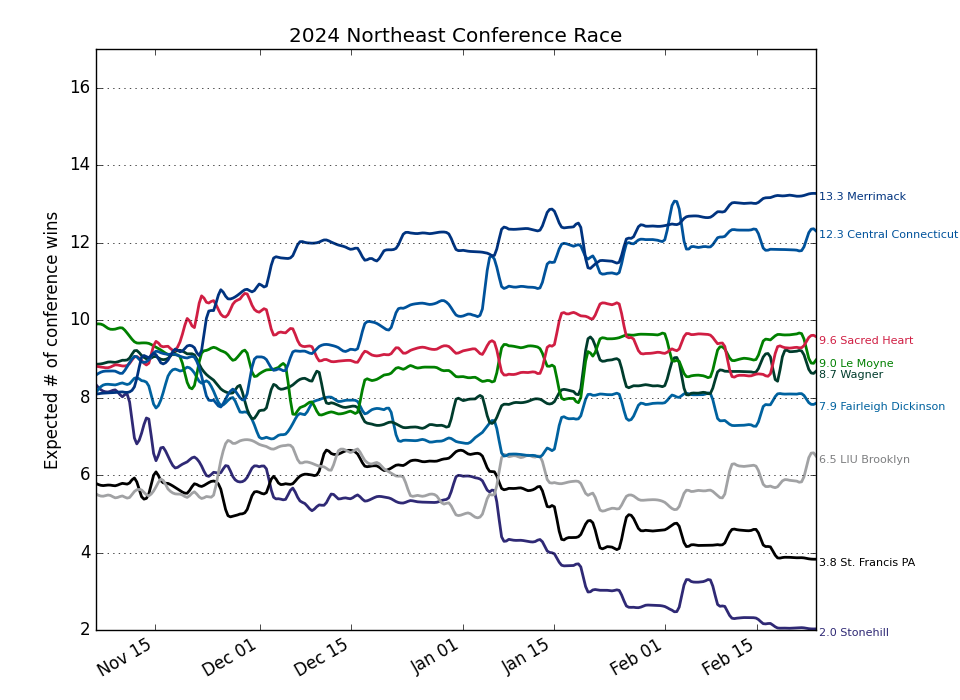 2024 Northeast Conference Race
Expected # of conference wins
16
14
12
10
8
6
4
2
Nov 15
Dec 01
Dec 15
Jan 01
Jan 15
Feb 01
Feb 15
13.3 Merrimack
12.3 Central Connecticut
9.6 Sacred Heart
9.0 Le Moyne
8.7 Wagner
7.9 Fairleigh Dickinson
6.5 LIU Brooklyn
3.8 St. Francis PA
2.0 Stonehill